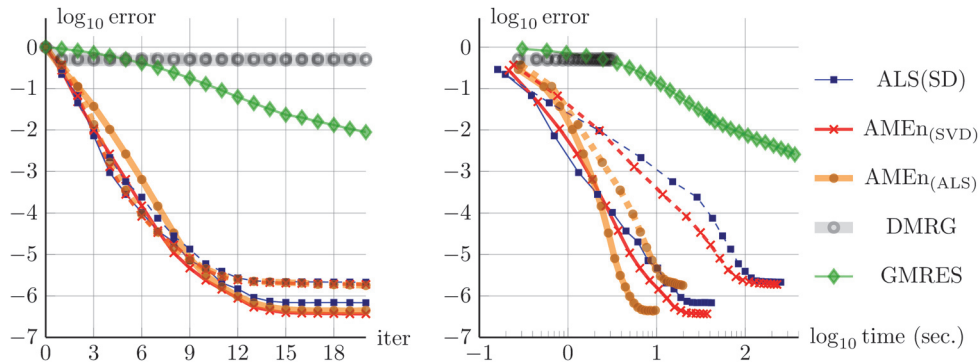 log10 error
0
−1
−2
−3
−4
−5
−6
−7
0 3 6 9 12 15 18 iter
log10 error
0
−1
−2
−3
−4
−5
−6
−7
−1 0 1 2 log10 time (sec.)
ALS(SD)
AMEn(SVD)
AMEn(ALS)
DMRG
GMRES